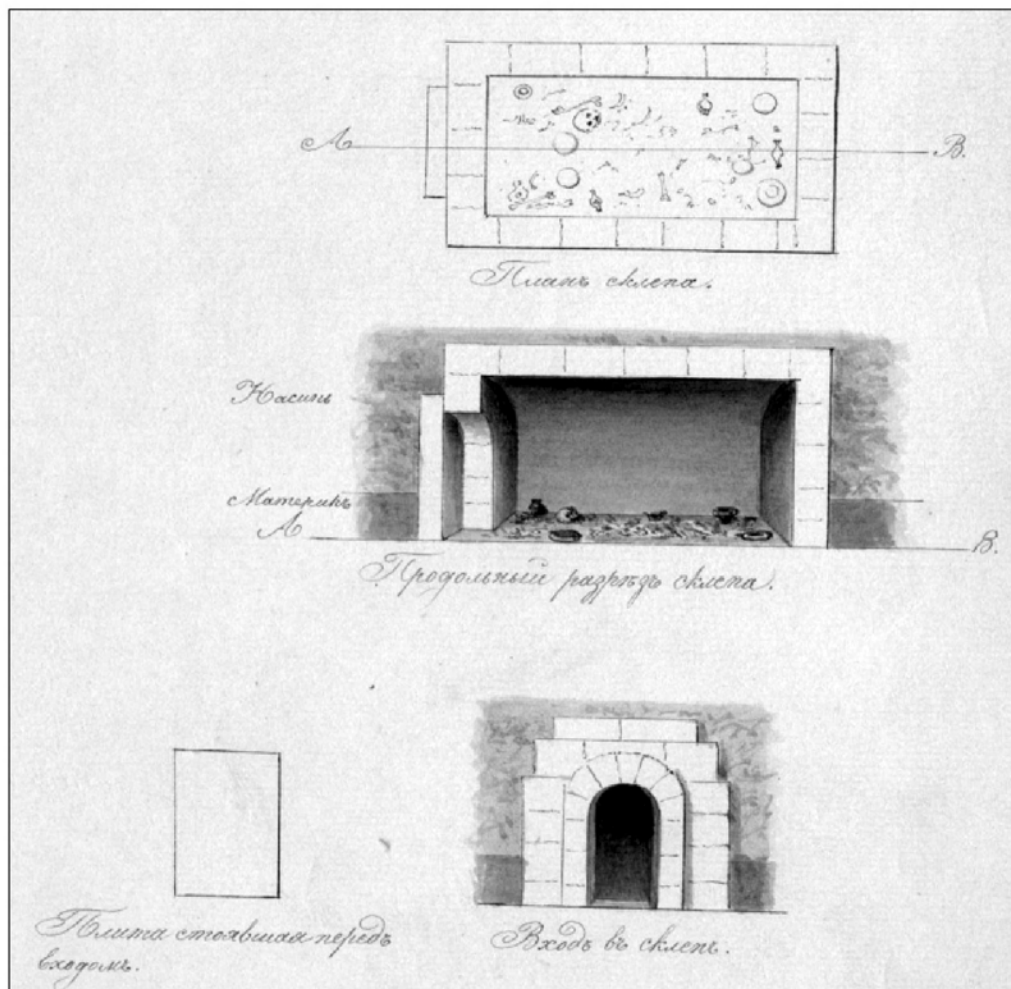 А
В.
Планъ склепа.
Насыпь
Материкъ
А
В.
Продольный разрѣзъ склепа.
Плита стоявшая передъ
входомъ.
Входъ въ склепъ.